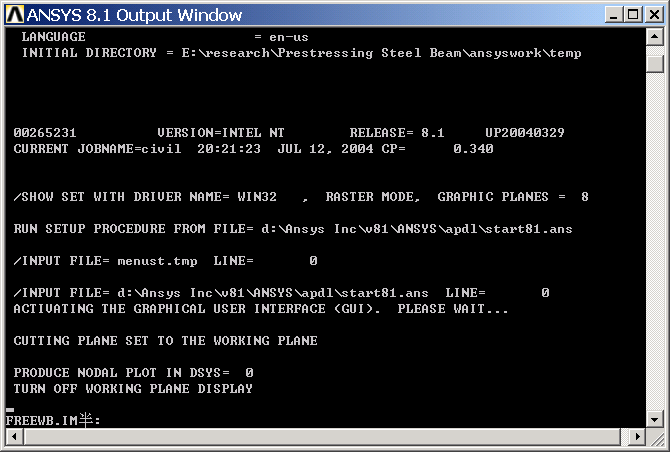 ANSYS 8.1 Output Window
LANGUAGE = en-us
INITIAL DIRECTORY = E:\research\Prestressing Steel Beam\ansyswork\temp
00265231 VERSION=INTEL NT RELEASE= 8.1 UP20040329
CURRENT JOBNAME=civil 20:21:23 JUL 12, 2004 CP= 0.340
/SHOW SET WITH DRIVER NAME= WIN32 , RASTER MODE, GRAPHIC PLANES = 8
RUN SETUP PROCEDURE FROM FILE= d:\Ansys Inc\v81\ANSYS\apdl\start81.ans
/INPUT FILE= menust.tmp LINE= 0
/INPUT FILE= d:\Ansys Inc\v81\ANSYS\apdl\start81.ans LINE= 0
ACTIVATING THE GRAPHICAL USER INTERFACE (GUI). PLEASE WAIT...
CUTTING PLANE SET TO THE WORKING PLANE
PRODUCE NODAL PLOT IN DSYS= 0
TURN OFF WORKING PLANE DISPLAY
FREEWB.IM半: